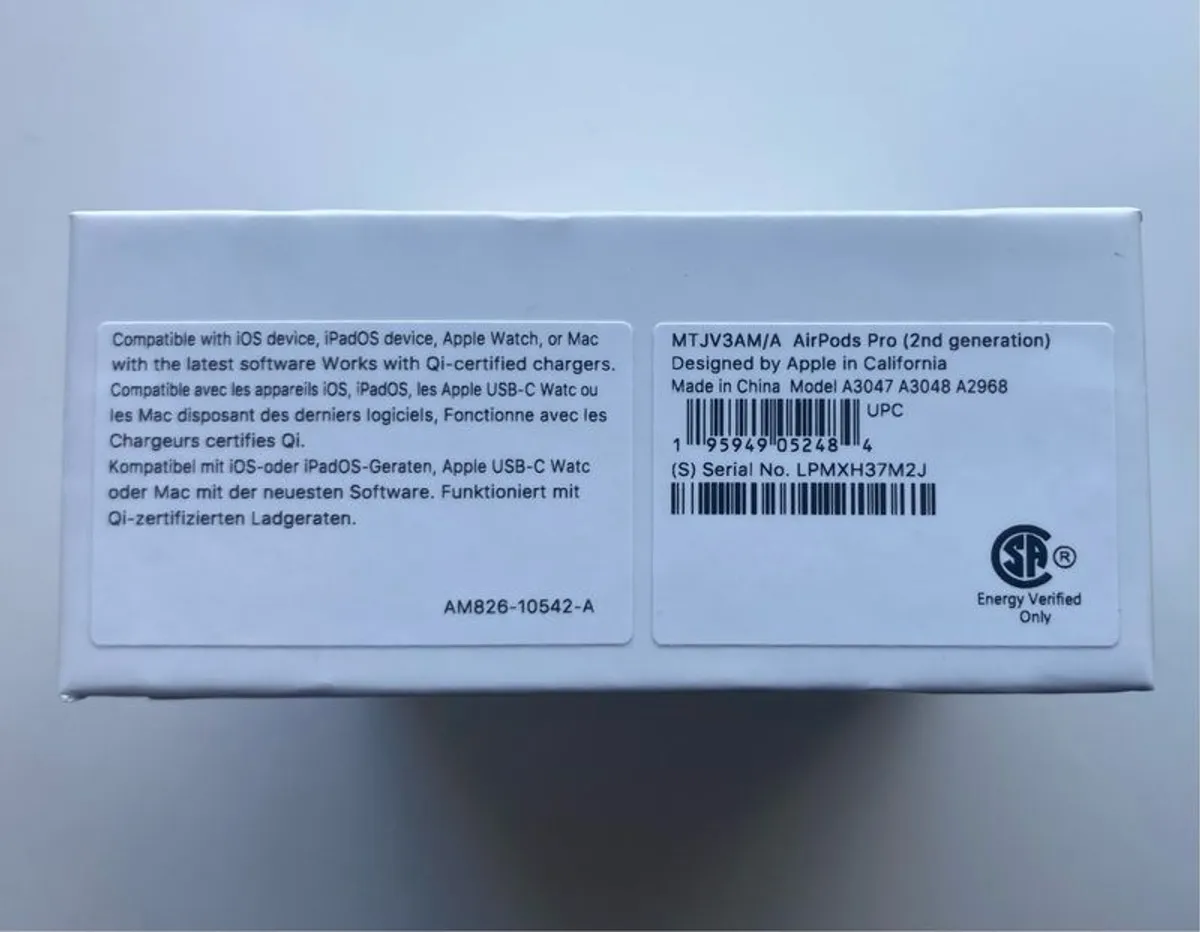 Compatible with iOS device, iPadOS device, Apple Watch, or Mac
with the latest software Works with Qi-certified chargers.
Compatible avec les appareils iOS, iPadOS, les Apple USB-C Watc ou
les Mac disposant des derniers logiciels, Fonctionne avec les
Chargeurs certifies Qi.
Kompatibel mit iOS-oder iPadOS-Geraten, Apple USB-C Watc
oder Mac mit der neuesten Software. Funktioniert mit
Qi-zertifizierten Ladgeraten.
AM826-10542-A
MTJV3AM/A AirPods Pro (2nd generation)
Designed by Apple in California
Made in China Model A3047 A3048 A2968
UPC
1 95949 05248 4
(S) Serial No. LPMXH37M2J
SA ®
Energy Verified
Only